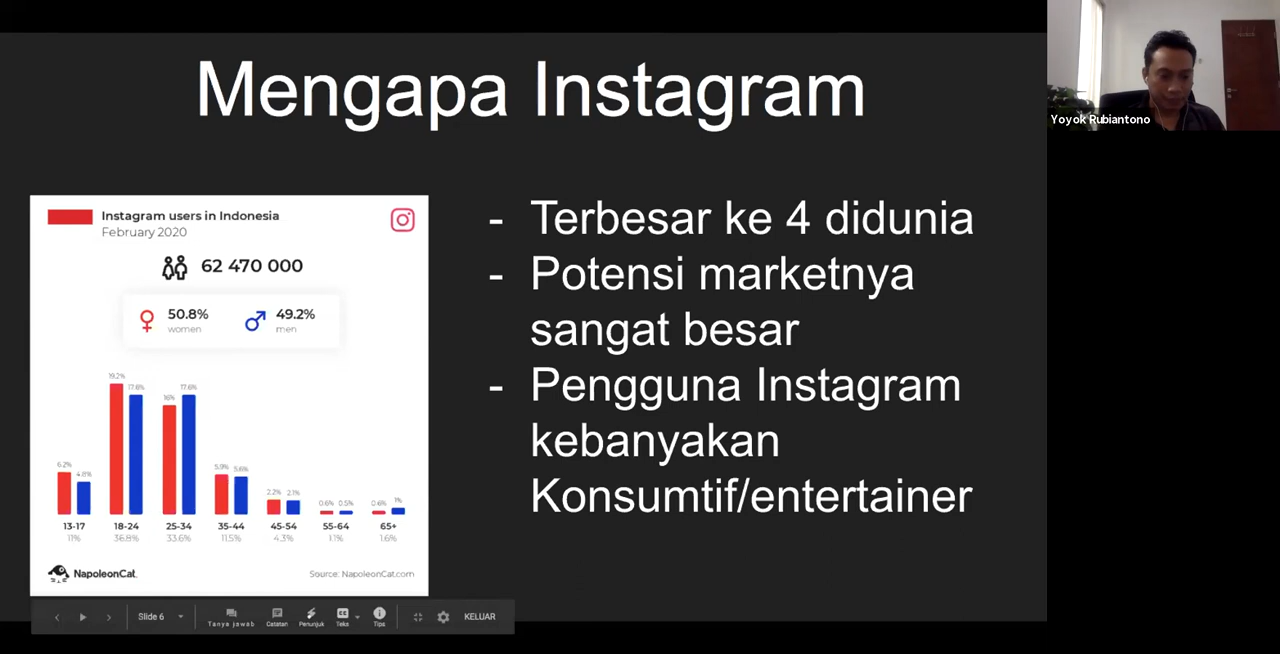 Mengapa Instagram
Yoyok Rubiantono
Instagram users in Indonesia
February 2020
62 470 000
50.8%
women
49.2%
men
19.2%
17.8%
16%
17.6%
6.2%
4.8%
5.9%
5.6%
2.2%
2.1%
0.6%
0.5%
0.6%
1%
13-17
18-24
25-34
35-44
45-54
55-64
65+
11%
36.8%
33.6%
11.5%
4.3%
1.1%
1.6%
NapoleonCat.
Source: NapoleonCat.com
- Terbesar ke 4 didunia
- Potensi marketnya
sangat besar
- Pengguna Instagram
kebanyakan
Konsumtif/entertainer
Slide 6
Tanya jawab
Catatan
Penunjuk
CC
Teks
Tips
KELUAR